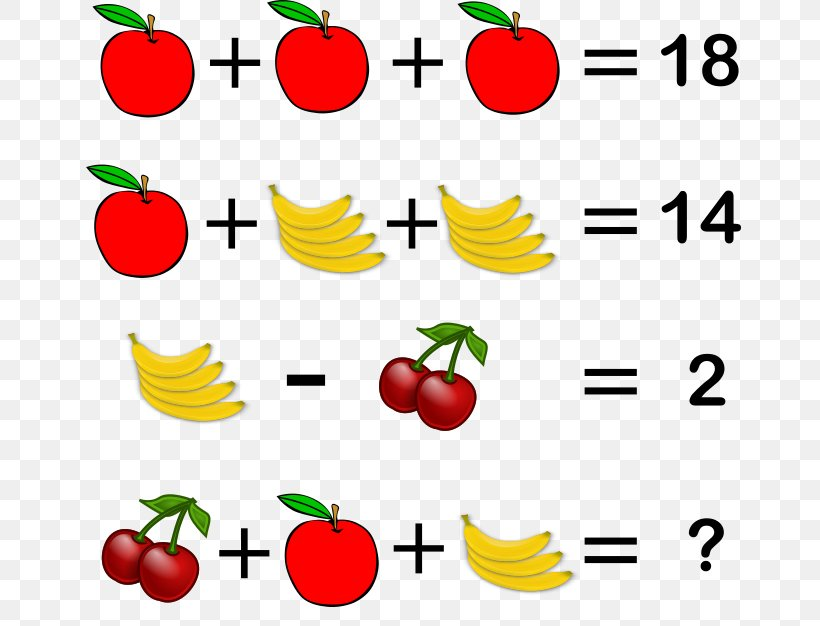 + + = 18
+ + = 14
- = 2
+ + = ?